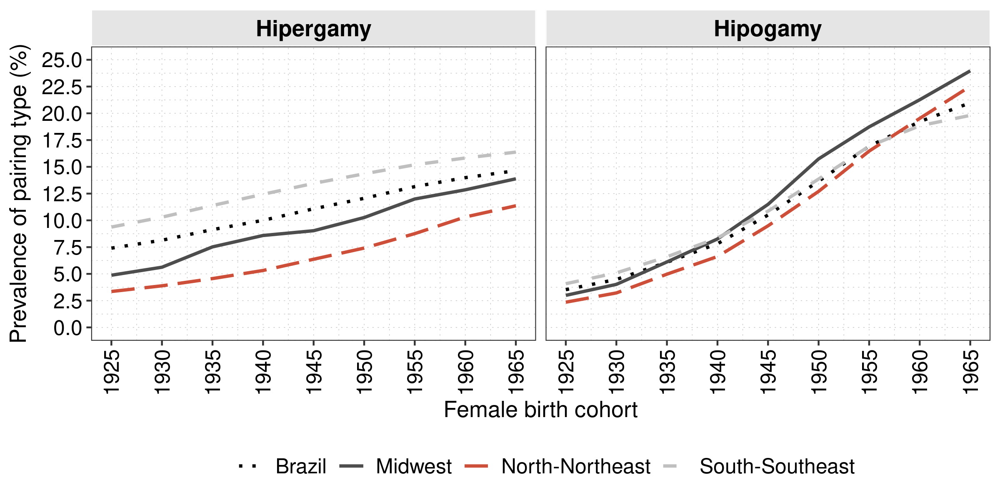 Hipergamy
Hipogamy
Prevalence of pairing type (%)
25.0
22.5
20.0
17.5
15.0
12.5
10.0
7.5
5.0
2.5
0.0
1925 1930 1935 1940 1945 1950 1955 1960 1965
1925 1930 1935 1940 1945 1950 1955 1960 1965
Female birth cohort
Brazil Midwest North-Northeast South-Southeast